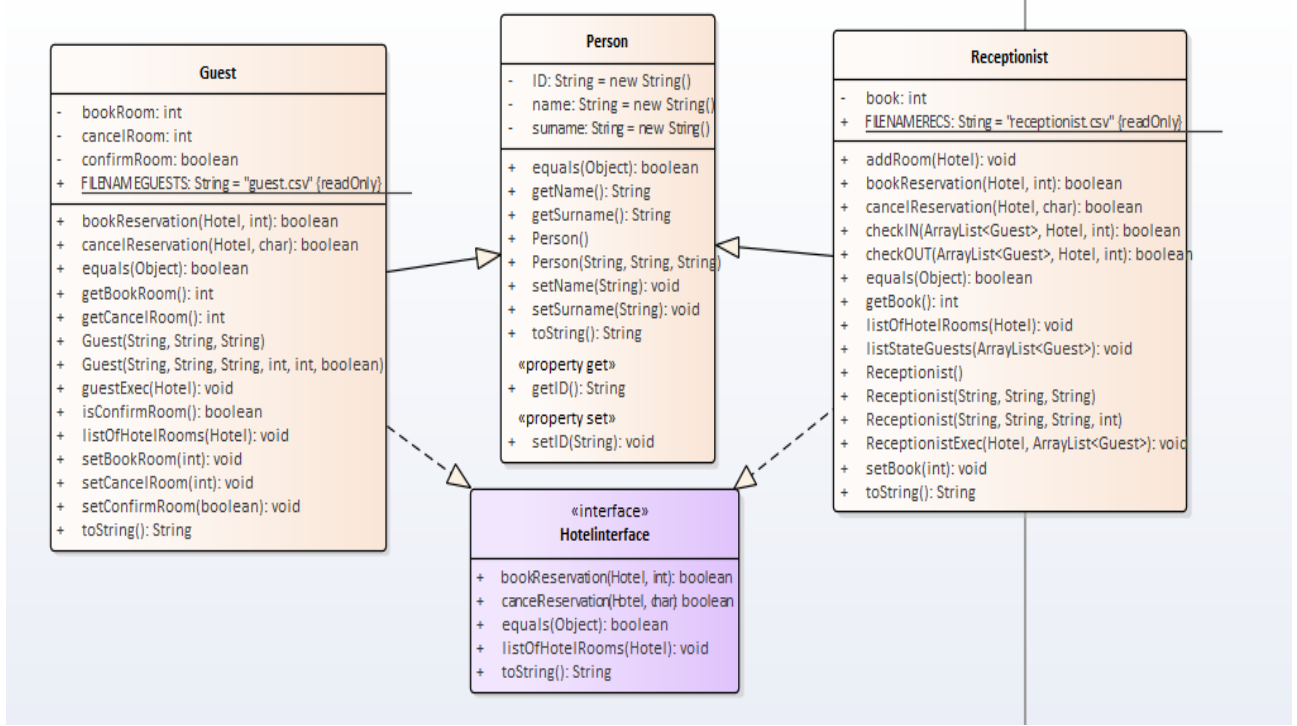 Guest
- bookRoom: int
- cancelRoom: int
- confirmRoom: boolean
+ FILENAMEGUESTS: String = "guest.csv" {readOnly}
+ bookReservation(Hotel, int): boolean
+ cancelReservation(Hotel, char): boolean
+ equals(Object): boolean
+ getBookRoom(): int
+ getCancelRoom(): int
+ Guest(String, String, String)
+ Guest(String, String, String, int, int, boolean)
+ guestExec(Hotel): void
+ isConfirmRoom(): boolean
+ listOfHotelRooms(Hotel): void
+ setBookRoom(int): void
+ setCancelRoom(int): void
+ setConfirmRoom(boolean): void
+ toString(): String
Person
- ID: String = new String()
- name: String = new String()
- surname: String = new String()
+ equals(Object): boolean
+ getName(): String
+ getSurname(): String
+ Person()
+ Person(String, String, String)
+ setName(String): void
+ setSurname(String): void
+ toString(): String
«property get»
+ getID(): String
«property set»
+ setID(String): void
Receptionist
- book: int
+ FILENAMERECS: String = "receptionist.csv" {readOnly}
+ addRoom(Hotel): void
+ bookReservation(Hotel, int): boolean
+ cancelReservation(Hotel, char): boolean
+ checkIN(ArrayList<Guest>, Hotel, int): boolean
+ checkOUT(ArrayList<Guest>, Hotel, int): boolean
+ equals(Object): boolean
+ getBook(): int
+ listOfHotelRooms(Hotel): void
+ listStateGuests(ArrayList<Guest>): void
+ Receptionist()
+ Receptionist(String, String, String)
+ Receptionist(String, String, String, int)
+ ReceptionistExec(Hotel, ArrayList<Guest>): void
+ setBook(int): void
+ toString(): String
«interface»
Hotelinterface
+ bookReservation(Hotel, int): boolean
+ cancelReservation(Hotel, char): boolean
+ equals(Object): boolean
+ listOfHotelRooms(Hotel): void
+ toString(): String